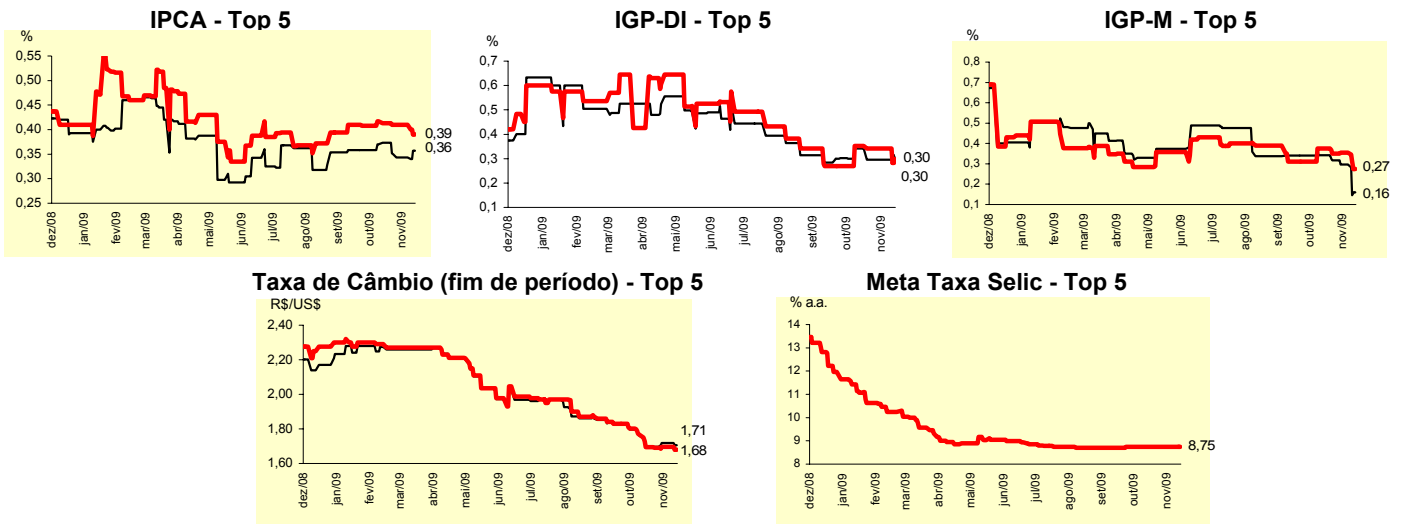 IPCA - Top 5
%
0,55
0,50
0,45
0,40
0,35
0,30
0,25
0,39
0,36
dez/08
jan/09
fev/09
mar/09
abr/09
mai/09
jun/09
jul/09
ago/09
set/09
out/09
nov/09
IGP-DI - Top 5
%
0,7
0,6
0,5
0,4
0,3
0,2
0,1
0,30
0,30
dez/08
jan/09
fev/09
mar/09
abr/09
mai/09
jun/09
jul/09
ago/09
set/09
out/09
nov/09
IGP-M - Top 5
%
0,8
0,7
0,6
0,5
0,4
0,3
0,2
0,1
0,27
0,16
dez/08
jan/09
fev/09
mar/09
abr/09
mai/09
jun/09
jul/09
ago/09
set/09
out/09
nov/09
Taxa de Câmbio (fim de período) - Top 5
R$/US$
2,40
2,20
2,00
1,80
1,60
1,71
1,68
dez/08
jan/09
fev/09
mar/09
abr/09
mai/09
jun/09
jul/09
ago/09
set/09
out/09
nov/09
Meta Taxa Selic - Top 5
% a.a.
14
13
12
11
10
9
8
8,75
dez/08
jan/09
fev/09
mar/09
abr/09
mai/09
jun/09
jul/09
ago/09
set/09
out/09
nov/09